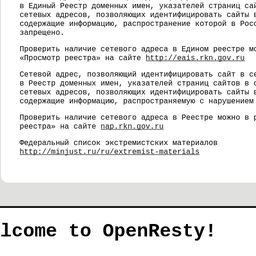 в Единый Реестр доменных имен, указателей страниц
сетевых адресов, позволяющих идентифицировать сайты
содержащие информацию, распространение которой в
запрещено.
Проверить наличие сетевого адреса в Едином реестре
«Просмотр реестра» на сайте http://eais.rkn.gov.ru
Сетевой адрес, позволяющий идентифицировать сайт в
в Реестр доменных имен, указателей страниц сайтов в
сетевых адресов, позволяющих идентифицировать сайты
содержащие информацию, распространяемую с нарушением
Проверить наличие сетевого адреса в Реестре можно в
реестра» на сайте nap.rkn.gov.ru
Федеральный список экстремистских материалов
http://minjust.ru/ru/extremist-materials
lcome to OpenResty!